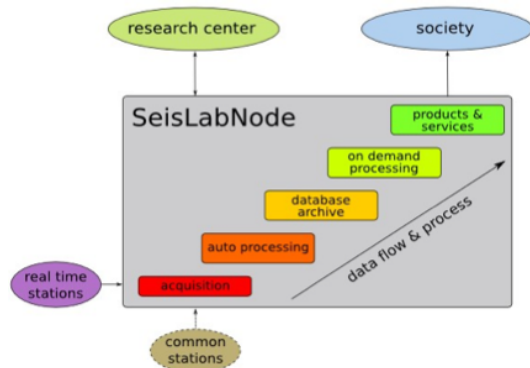 research center
society
SeisLabNode
products &
services
on demand
processing
database
archive
auto processing
data flow & process
real time
stations
acquisition
common
stations